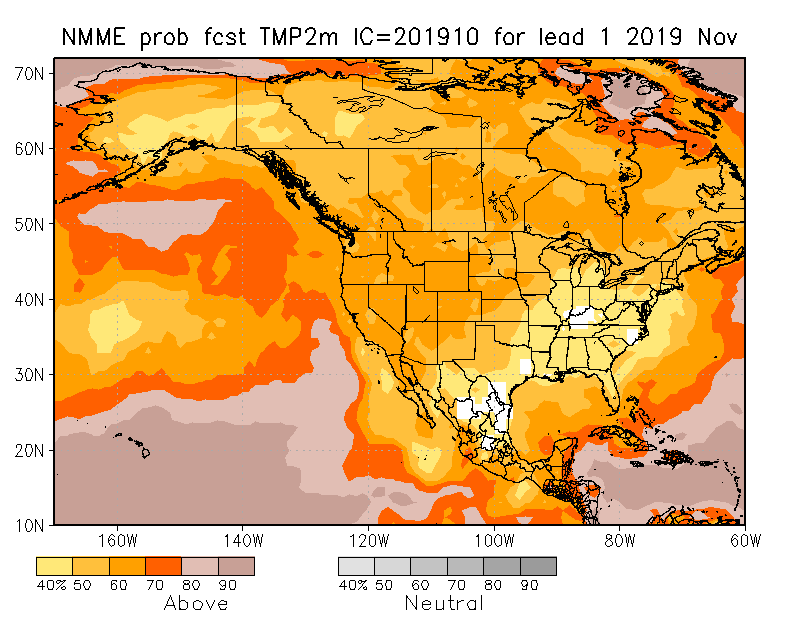 NMME prob fcst TMP2m IC=201910 for lead 1 2019 Nov
70N
60N
50N
40N
30N
20N
10N
160W 140W 120W 100W 80W 60W
40% 50 60 70 80 90 40% 50 60 70 80 90
Above Neutral